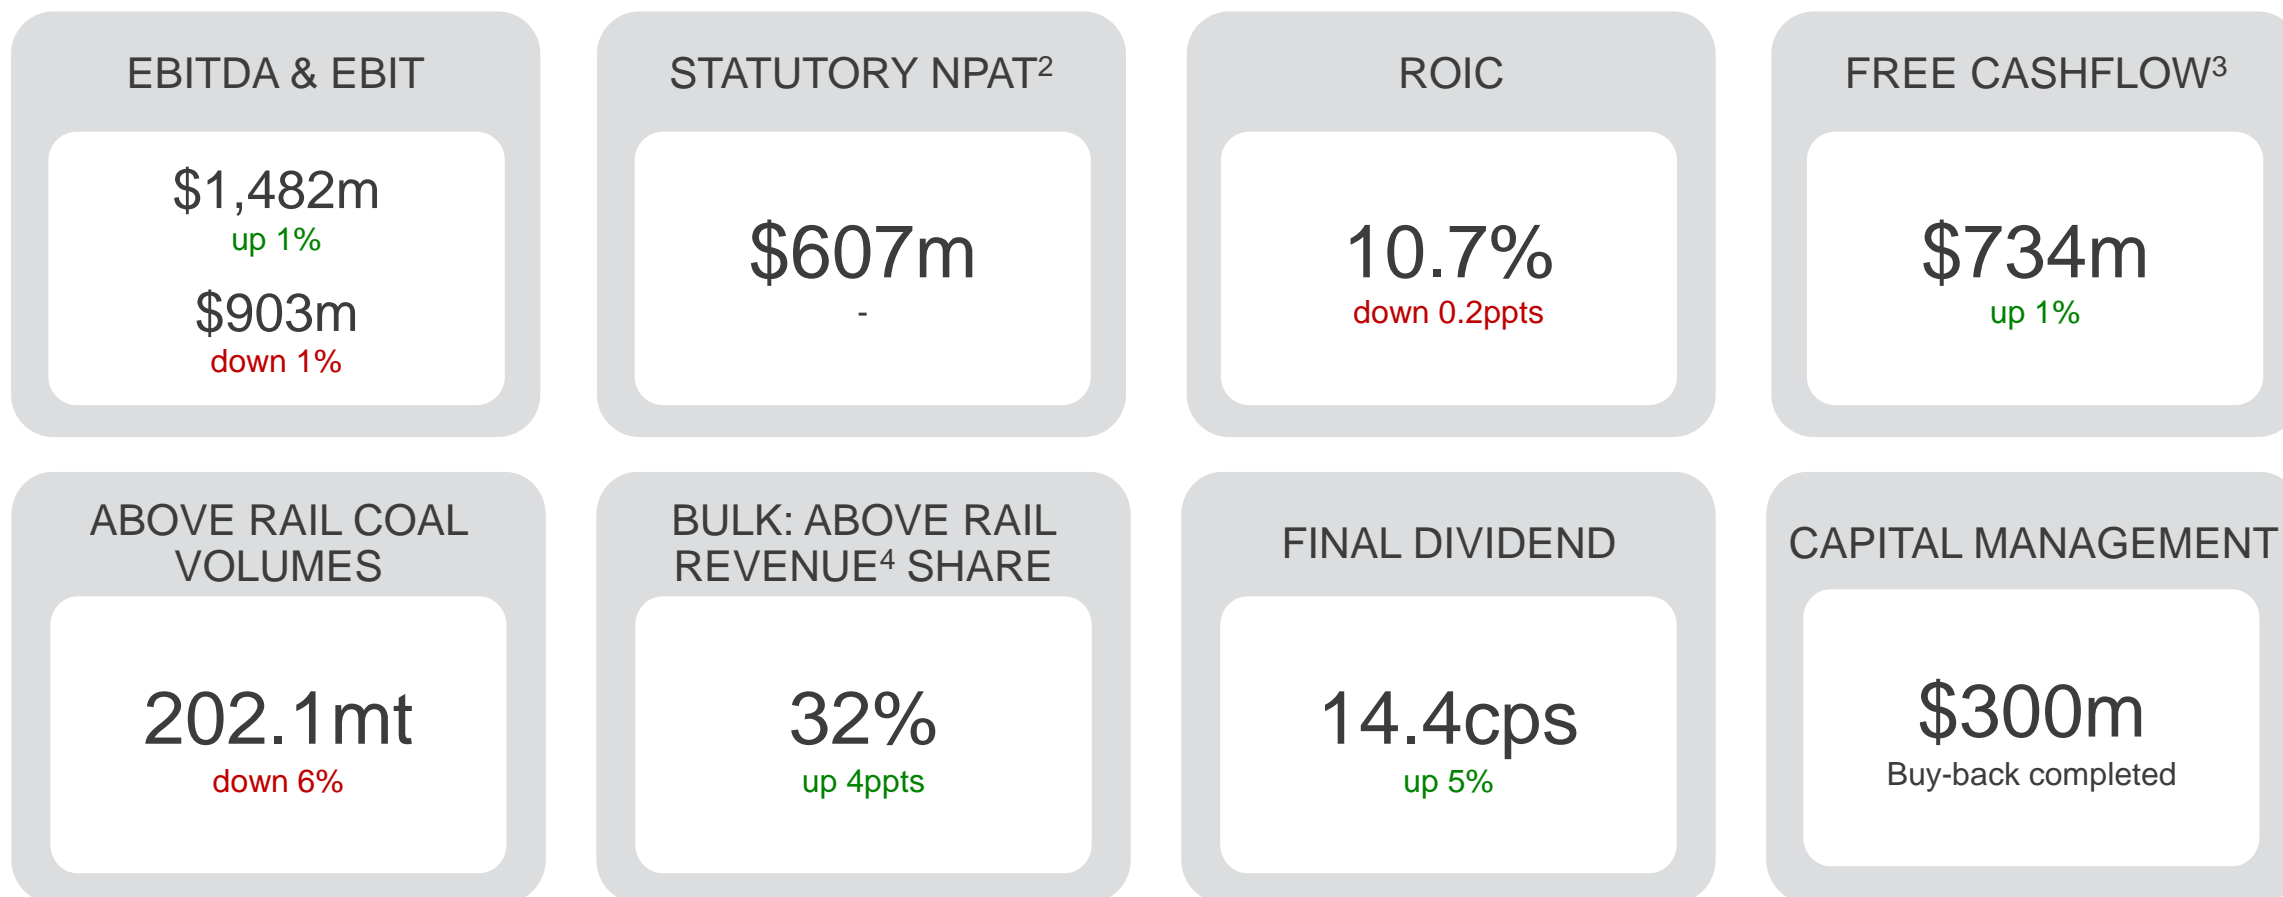 EBITDA & EBIT
$1,482m
up 1%
$903m
down 1%
STATUTORY NPAT²
$607m
-
ROIC
10.7%
down 0.2ppts
FREE CASHFLOW³
$734m
up 1%
ABOVE RAIL COAL
VOLUMES
202.1mt
down 6%
BULK: ABOVE RAIL
REVENUE⁴ SHARE
32%
up 4ppts
FINAL DIVIDEND
14.4cps
up 5%
CAPITAL MANAGEMENT
$300m
Buy-back completed